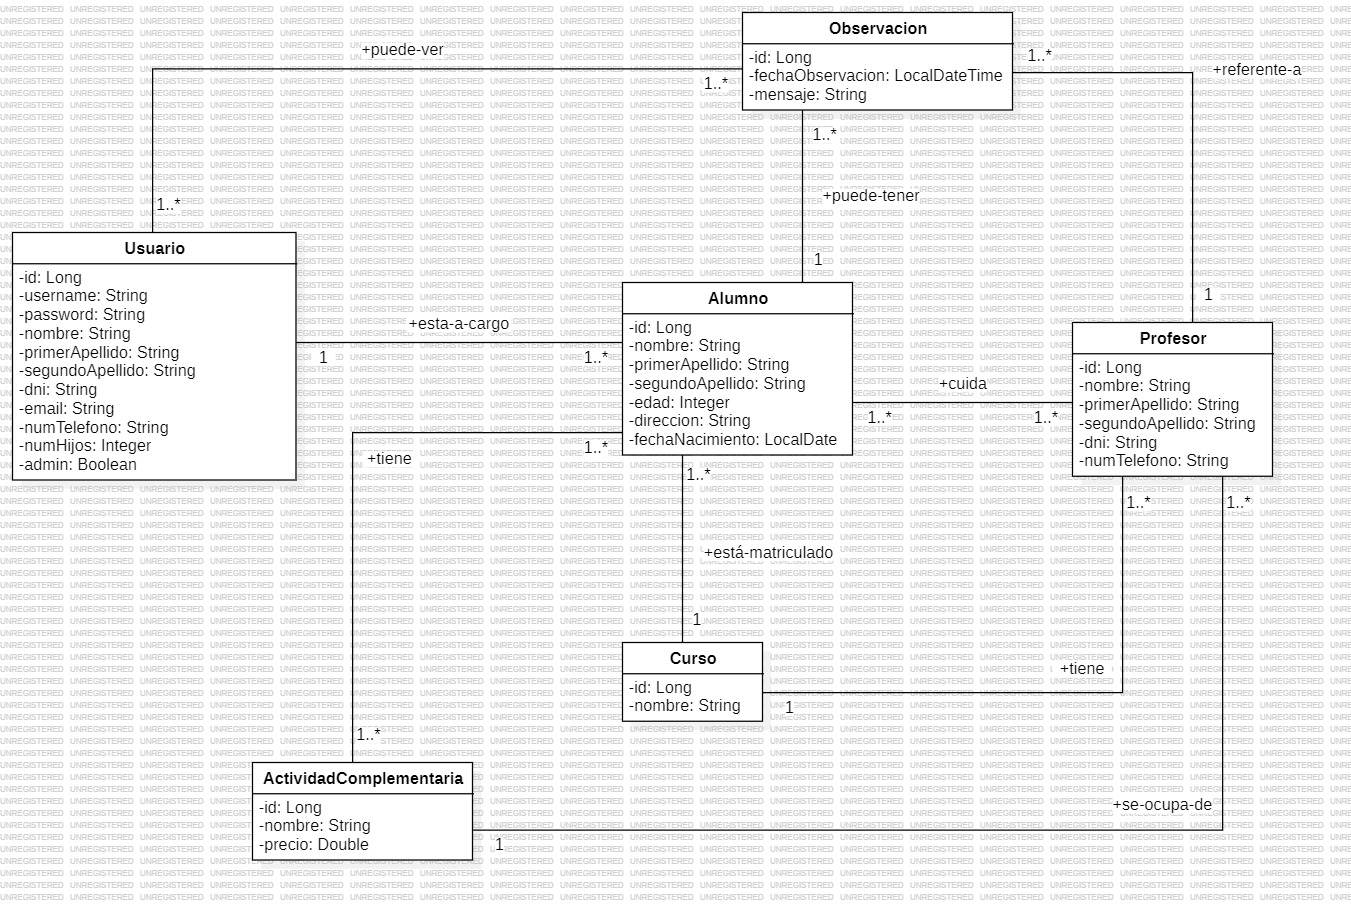 Observacion
-id: Long
-fechaObservacion: LocalDateTime
-mensaje: String
+puede-ver
1..*
1..*
1..*
+referente-a
1
1..*
+puede-tener
1
Usuario
-id: Long
-username: String
-password: String
-nombre: String
-primerApellido: String
-segundoApellido: String
-dni: String
-email: String
-numTelefono: String
-numHijos: Integer
-admin: Boolean
+esta-a-cargo
1
1..*
Alumno
-id: Long
-nombre: String
-primerApellido: String
-segundoApellido: String
-edad: Integer
-direccion: String
-fechaNacimiento: LocalDate
+cuida
1..*
1..*
Profesor
-id: Long
-nombre: String
-primerApellido: String
-segundoApellido: String
-dni: String
-numTelefono: String
+tiene
1..*
1..*
1..*
+está-matriculado
1
1..*
+tiene
1
1..*
+se-ocupa-de
1
Curso
-id: Long
-nombre: String
ActividadComplementaria
-id: Long
-nombre: String
-precio: Double
UNREGISTERED